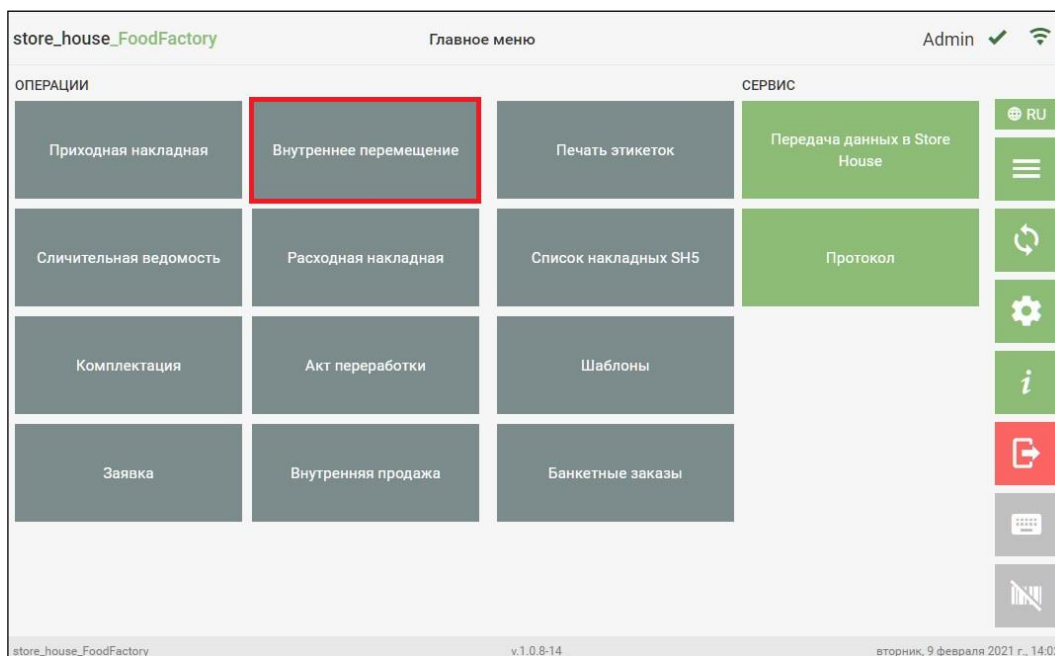 store_house_FoodFactory
Главное меню
Admin
ОПЕРАЦИИ
СЕРВИС
RU
Приходная накладная
Внутреннее перемещение
Печать этикеток
Передача данных в Store
House
Сличительная ведомость
Расходная накладная
Список накладных SH5
Протокол
Комплектация
Акт переработки
Шаблоны
i
Заявка
Внутренняя продажа
Банкетные заказы
store_house_FoodFactory
v.1.0.8-14
вторник, 9 февраля 2021 г., 14:02